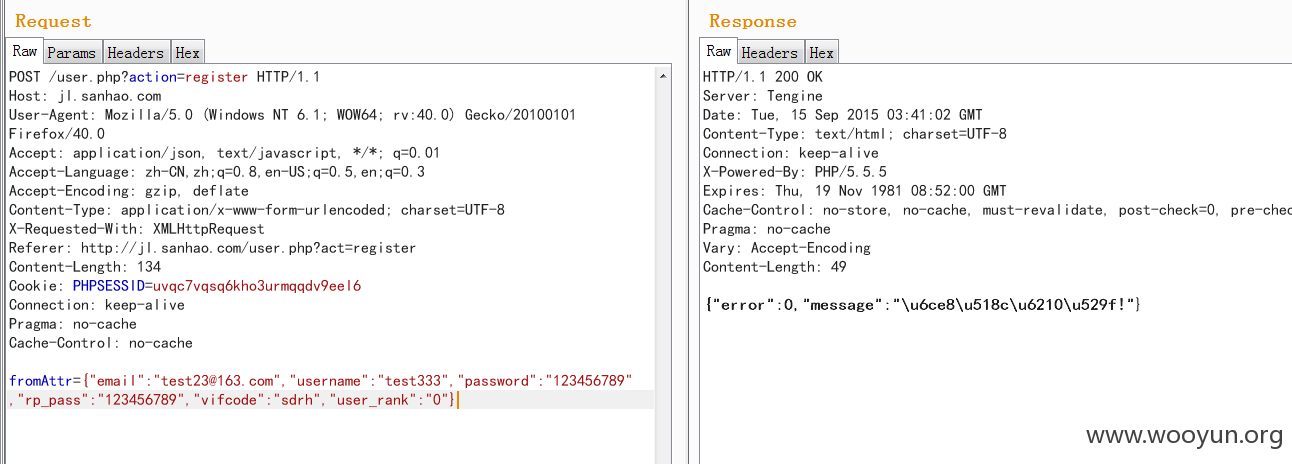 Request
Raw Params Headers Hex
POST /user.php?action=register HTTP/1.1
Host: jl.sanhao.com
User-Agent: Mozilla/5.0 (Windows NT 6.1; WOW64; rv:40.0) Gecko/20100101
Firefox/40.0
Accept: application/json, text/javascript, */*; q=0.01
Accept-Language: zh-CN,zh;q=0.8,en-US;q=0.5,en;q=0.3
Accept-Encoding: gzip, deflate
Content-Type: application/x-www-form-urlencoded; charset=UTF-8
X-Requested-With: XMLHttpRequest
Referer: http://jl.sanhao.com/user.php?act=register
Content-Length: 134
Cookie: PHPSESSID=uvqc7vqsq6kho3urmqqdv9eel6
Connection: keep-alive
Pragma: no-cache
Cache-Control: no-cache
fromAttr={"email":"test23@163.com","username":"test333","password":"123456789"
,"rp_pass":"123456789","vifcode":"sdrh","user_rank":"0"}
Response
Raw Headers Hex
HTTP/1.1 200 OK
Server: Tengine
Date: Tue, 15 Sep 2015 03:41:02 GMT
Content-Type: text/html; charset=UTF-8
Connection: keep-alive
X-Powered-By: PHP/5.5.5
Expires: Thu, 19 Nov 1981 08:52:00 GMT
Cache-Control: no-store, no-cache, must-revalidate, post-check=0, pre-chec
Pragma: no-cache
Vary: Accept-Encoding
Content-Length: 49
{"error":0,"message":"\u6ce8\u518c\u6210\u529f!"}
www.wooyun.org